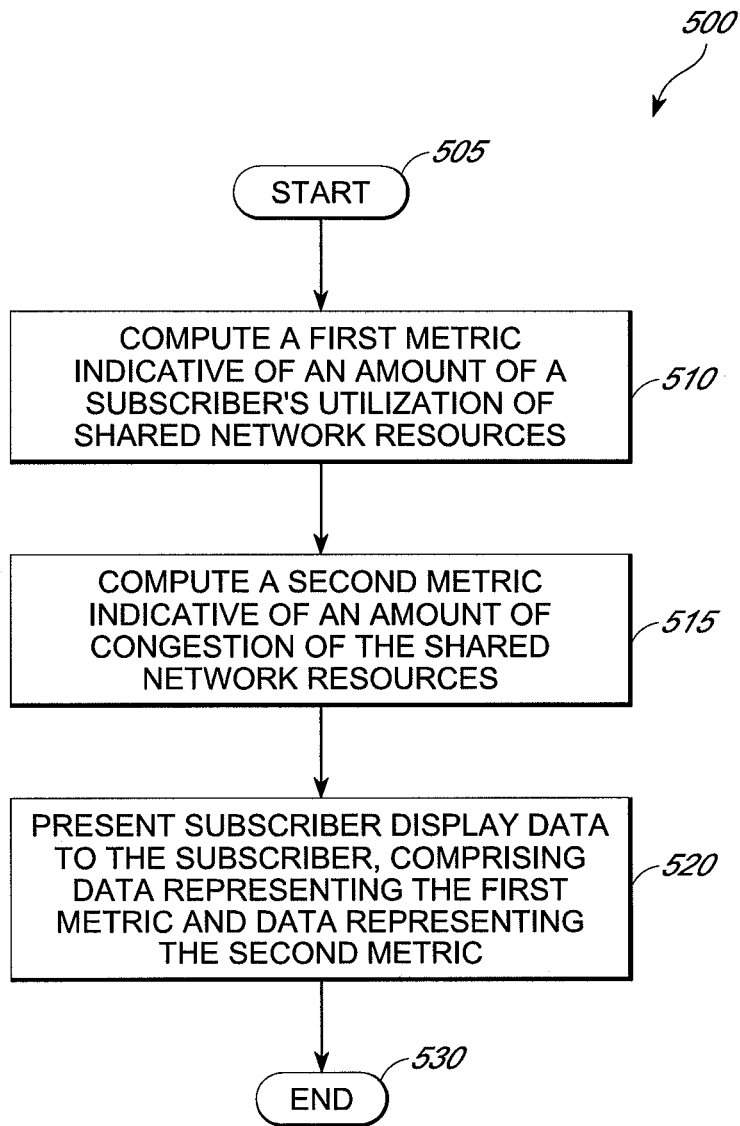 500
505
START
COMPUTE A FIRST METRIC
INDICATIVE OF AN AMOUNT OF A
SUBSCRIBER'S UTILIZATION OF
SHARED NETWORK RESOURCES
510
COMPUTE A SECOND METRIC
INDICATIVE OF AN AMOUNT OF
CONGESTION OF THE SHARED
NETWORK RESOURCES
515
PRESENT SUBSCRIBER DISPLAY DATA
TO THE SUBSCRIBER, COMPRISING
DATA REPRESENTING THE FIRST
METRIC AND DATA REPRESENTING
THE SECOND METRIC
520
530
END